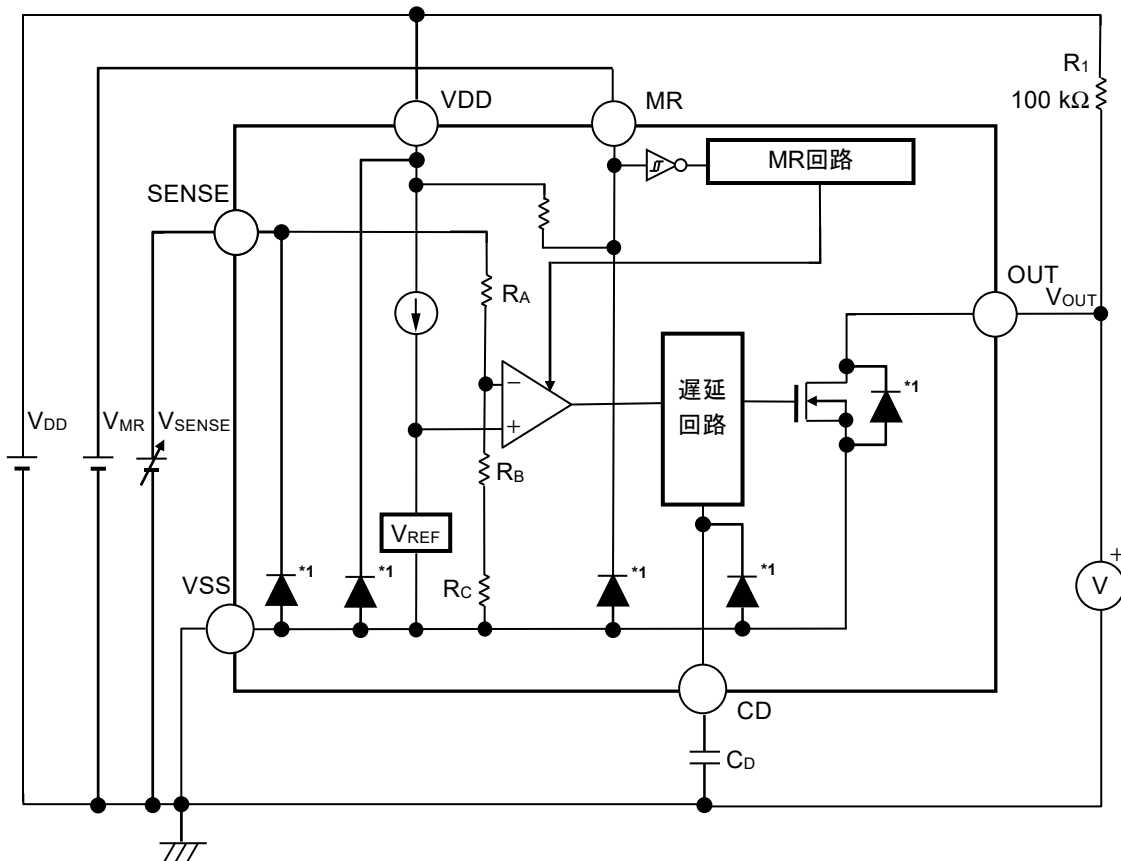 R1
100 kΩ
VDD
MR
MR回路
SENSE
RA
OUT
VOUT
遅延
回路
*1
VDD
VMR
VSENSE
−
+
RB
VREF
VSS
*1
*1
RC
*1
*1
+
V
CD
CD